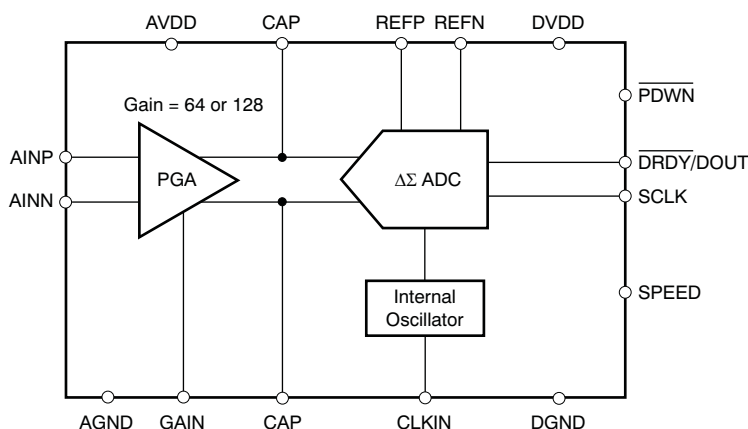 AVDD CAP REFP REFN DVDD
PDWN
Gain = 64 or 128
AINP PGA ΔΣ ADC DRDY/DOUT
AINN SCLK
Internal SPEED
Oscillator
AGND GAIN CAP CLKIN DGND